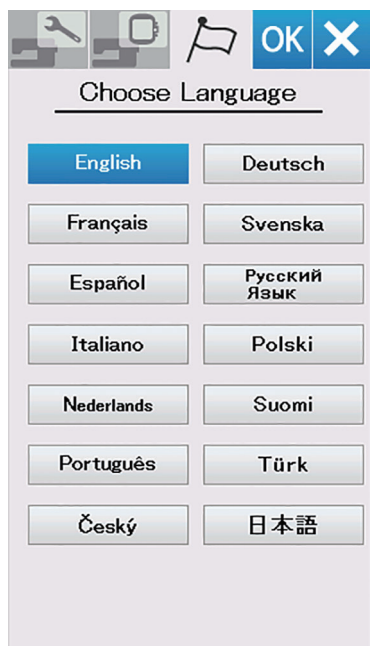 OK X
Choose Language
English Deutsch
Français Svenska
Español Русский
Язык
Italiano Polski
Nederlands Suomi
Português Türk
Český 日本語